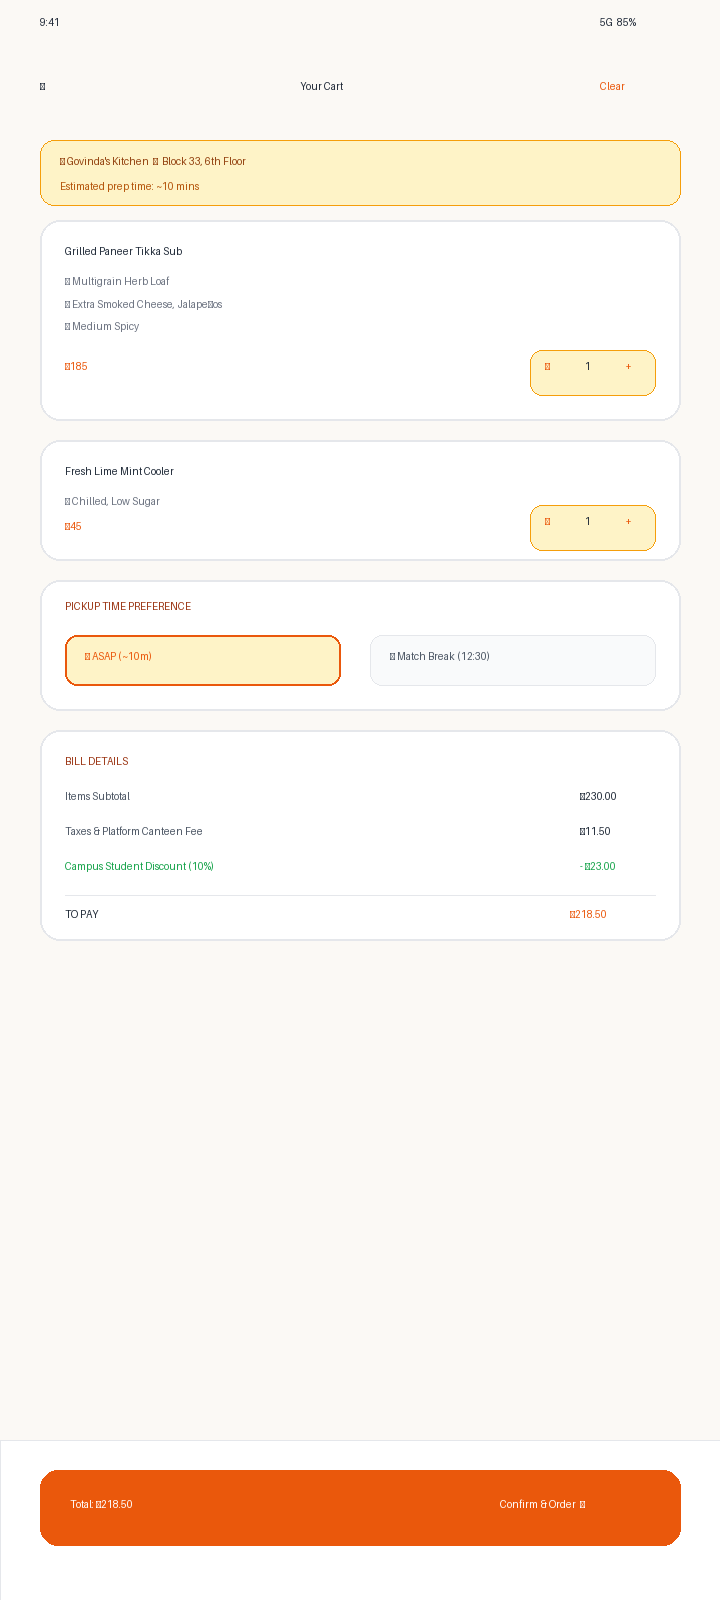 9:41 5G 85%
▯ Your Cart Clear
▯ Govinda's Kitchen ▯ Block 33, 6th Floor
Estimated prep time: ~10 mins
Grilled Paneer Tikka Sub
▯ Multigrain Herb Loaf
▯ Extra Smoked Cheese, Jalape▯os
▯ Medium Spicy
▯185 ▯ 1 +
Fresh Lime Mint Cooler
▯ Chilled, Low Sugar
▯45 ▯ 1 +
PICKUP TIME PREFERENCE
▯ ASAP (~10m) ▯ Match Break (12:30)
BILL DETAILS
Items Subtotal ▯230.00
Taxes & Platform Canteen Fee ▯11.50
Campus Student Discount (10%) -▯23.00
TO PAY ▯218.50
Total: ▯218.50 Confirm & Order ▯